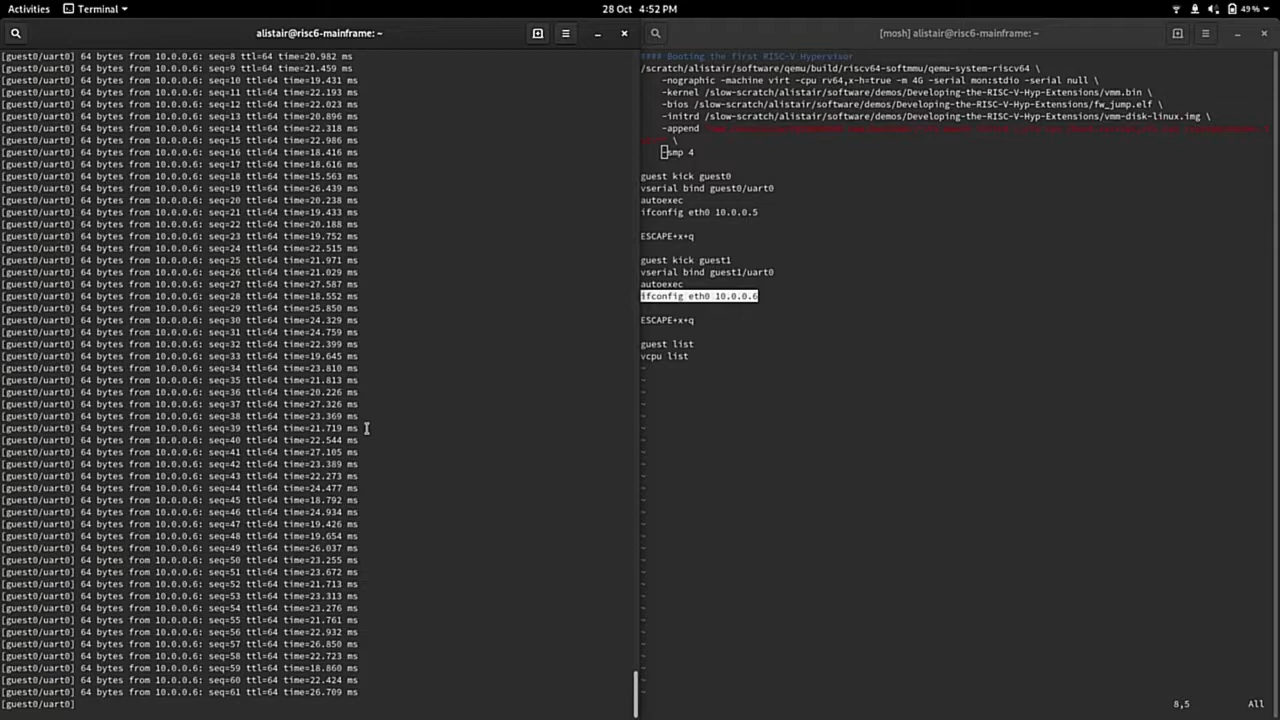 Activities
Terminal
28 Oct 4:52 PM
49 %
alistair@risc6-mainframe: ~
[guest0/uart0] 64 bytes from 10.0.0.6: seq=8 ttl=64 time=20.982 ms
[guest0/uart0] 64 bytes from 10.0.0.6: seq=9 ttl=64 time=21.459 ms
[guest0/uart0] 64 bytes from 10.0.0.6: seq=10 ttl=64 time=19.431 ms
[guest0/uart0] 64 bytes from 10.0.0.6: seq=11 ttl=64 time=22.193 ms
[guest0/uart0] 64 bytes from 10.0.0.6: seq=12 ttl=64 time=22.023 ms
[guest0/uart0] 64 bytes from 10.0.0.6: seq=13 ttl=64 time=20.896 ms
[guest0/uart0] 64 bytes from 10.0.0.6: seq=14 ttl=64 time=22.318 ms
[guest0/uart0] 64 bytes from 10.0.0.6: seq=15 ttl=64 time=22.986 ms
[guest0/uart0] 64 bytes from 10.0.0.6: seq=16 ttl=64 time=18.416 ms
[guest0/uart0] 64 bytes from 10.0.0.6: seq=17 ttl=64 time=18.616 ms
[guest0/uart0] 64 bytes from 10.0.0.6: seq=18 ttl=64 time=15.563 ms
[guest0/uart0] 64 bytes from 10.0.0.6: seq=19 ttl=64 time=26.439 ms
[guest0/uart0] 64 bytes from 10.0.0.6: seq=20 ttl=64 time=20.238 ms
[guest0/uart0] 64 bytes from 10.0.0.6: seq=21 ttl=64 time=19.433 ms
[guest0/uart0] 64 bytes from 10.0.0.6: seq=22 ttl=64 time=20.188 ms
[guest0/uart0] 64 bytes from 10.0.0.6: seq=23 ttl=64 time=19.752 ms
[guest0/uart0] 64 bytes from 10.0.0.6: seq=24 ttl=64 time=22.515 ms
[guest0/uart0] 64 bytes from 10.0.0.6: seq=25 ttl=64 time=21.971 ms
[guest0/uart0] 64 bytes from 10.0.0.6: seq=26 ttl=64 time=21.029 ms
[guest0/uart0] 64 bytes from 10.0.0.6: seq=27 ttl=64 time=27.587 ms
[guest0/uart0] 64 bytes from 10.0.0.6: seq=28 ttl=64 time=18.552 ms
[guest0/uart0] 64 bytes from 10.0.0.6: seq=29 ttl=64 time=25.850 ms
[guest0/uart0] 64 bytes from 10.0.0.6: seq=30 ttl=64 time=24.329 ms
[guest0/uart0] 64 bytes from 10.0.0.6: seq=31 ttl=64 time=24.759 ms
[guest0/uart0] 64 bytes from 10.0.0.6: seq=32 ttl=64 time=22.399 ms
[guest0/uart0] 64 bytes from 10.0.0.6: seq=33 ttl=64 time=19.645 ms
[guest0/uart0] 64 bytes from 10.0.0.6: seq=34 ttl=64 time=23.810 ms
[guest0/uart0] 64 bytes from 10.0.0.6: seq=35 ttl=64 time=21.813 ms
[guest0/uart0] 64 bytes from 10.0.0.6: seq=36 ttl=64 time=20.226 ms
[guest0/uart0] 64 bytes from 10.0.0.6: seq=37 ttl=64 time=27.326 ms
[guest0/uart0] 64 bytes from 10.0.0.6: seq=38 ttl=64 time=23.369 ms
[guest0/uart0] 64 bytes from 10.0.0.6: seq=39 ttl=64 time=21.719 ms
[guest0/uart0] 64 bytes from 10.0.0.6: seq=40 ttl=64 time=22.544 ms
[guest0/uart0] 64 bytes from 10.0.0.6: seq=41 ttl=64 time=27.105 ms
[guest0/uart0] 64 bytes from 10.0.0.6: seq=42 ttl=64 time=23.389 ms
[guest0/uart0] 64 bytes from 10.0.0.6: seq=43 ttl=64 time=22.273 ms
[guest0/uart0] 64 bytes from 10.0.0.6: seq=44 ttl=64 time=24.477 ms
[guest0/uart0] 64 bytes from 10.0.0.6: seq=45 ttl=64 time=18.792 ms
[guest0/uart0] 64 bytes from 10.0.0.6: seq=46 ttl=64 time=24.934 ms
[guest0/uart0] 64 bytes from 10.0.0.6: seq=47 ttl=64 time=19.426 ms
[guest0/uart0] 64 bytes from 10.0.0.6: seq=48 ttl=64 time=19.654 ms
[guest0/uart0] 64 bytes from 10.0.0.6: seq=49 ttl=64 time=26.037 ms
[guest0/uart0] 64 bytes from 10.0.0.6: seq=50 ttl=64 time=23.255 ms
[guest0/uart0] 64 bytes from 10.0.0.6: seq=51 ttl=64 time=23.672 ms
[guest0/uart0] 64 bytes from 10.0.0.6: seq=52 ttl=64 time=21.713 ms
[guest0/uart0] 64 bytes from 10.0.0.6: seq=53 ttl=64 time=23.313 ms
[guest0/uart0] 64 bytes from 10.0.0.6: seq=54 ttl=64 time=23.276 ms
[guest0/uart0] 64 bytes from 10.0.0.6: seq=55 ttl=64 time=21.761 ms
[guest0/uart0] 64 bytes from 10.0.0.6: seq=56 ttl=64 time=22.932 ms
[guest0/uart0] 64 bytes from 10.0.0.6: seq=57 ttl=64 time=26.850 ms
[guest0/uart0] 64 bytes from 10.0.0.6: seq=58 ttl=64 time=22.723 ms
[guest0/uart0] 64 bytes from 10.0.0.6: seq=59 ttl=64 time=18.860 ms
[guest0/uart0] 64 bytes from 10.0.0.6: seq=60 ttl=64 time=22.424 ms
[guest0/uart0] 64 bytes from 10.0.0.6: seq=61 ttl=64 time=26.709 ms
[guest0/uart0]
[mosh] alistair@risc6-mainframe: ~
#### Booting the first RISC-V Hypervisor
/scratch/alistair/software/qemu/build/riscv64-softmmu/qemu-system-riscv64 \
-nographic -machine virt -cpu rv64,x-h=true -m 4G -serial mon:stdio -serial null \
-kernel /slow-scratch/alistair/software/demos/Developing-the-RISC-V-Hyp-Extensions/vmm.bin \
-bios /slow-scratch/alistair/software/demos/Developing-the-RISC-V-Hyp-Extensions/fw_jump.elf \
-initrd /slow-scratch/alistair/software/demos/Developing-the-RISC-V-Hyp-Extensions/vmm-disk-linux.img \
-append
\
-smp 4
guest kick guest0
vserial bind guest0/uart0
autoexec
ifconfig eth0 10.0.0.5
ESCAPE+x+q
guest kick guest1
vserial bind guest1/uart0
autoexec
ifconfig eth0 10.0.0.6
ESCAPE+x+q
guest list
vcpu list
8,5 All